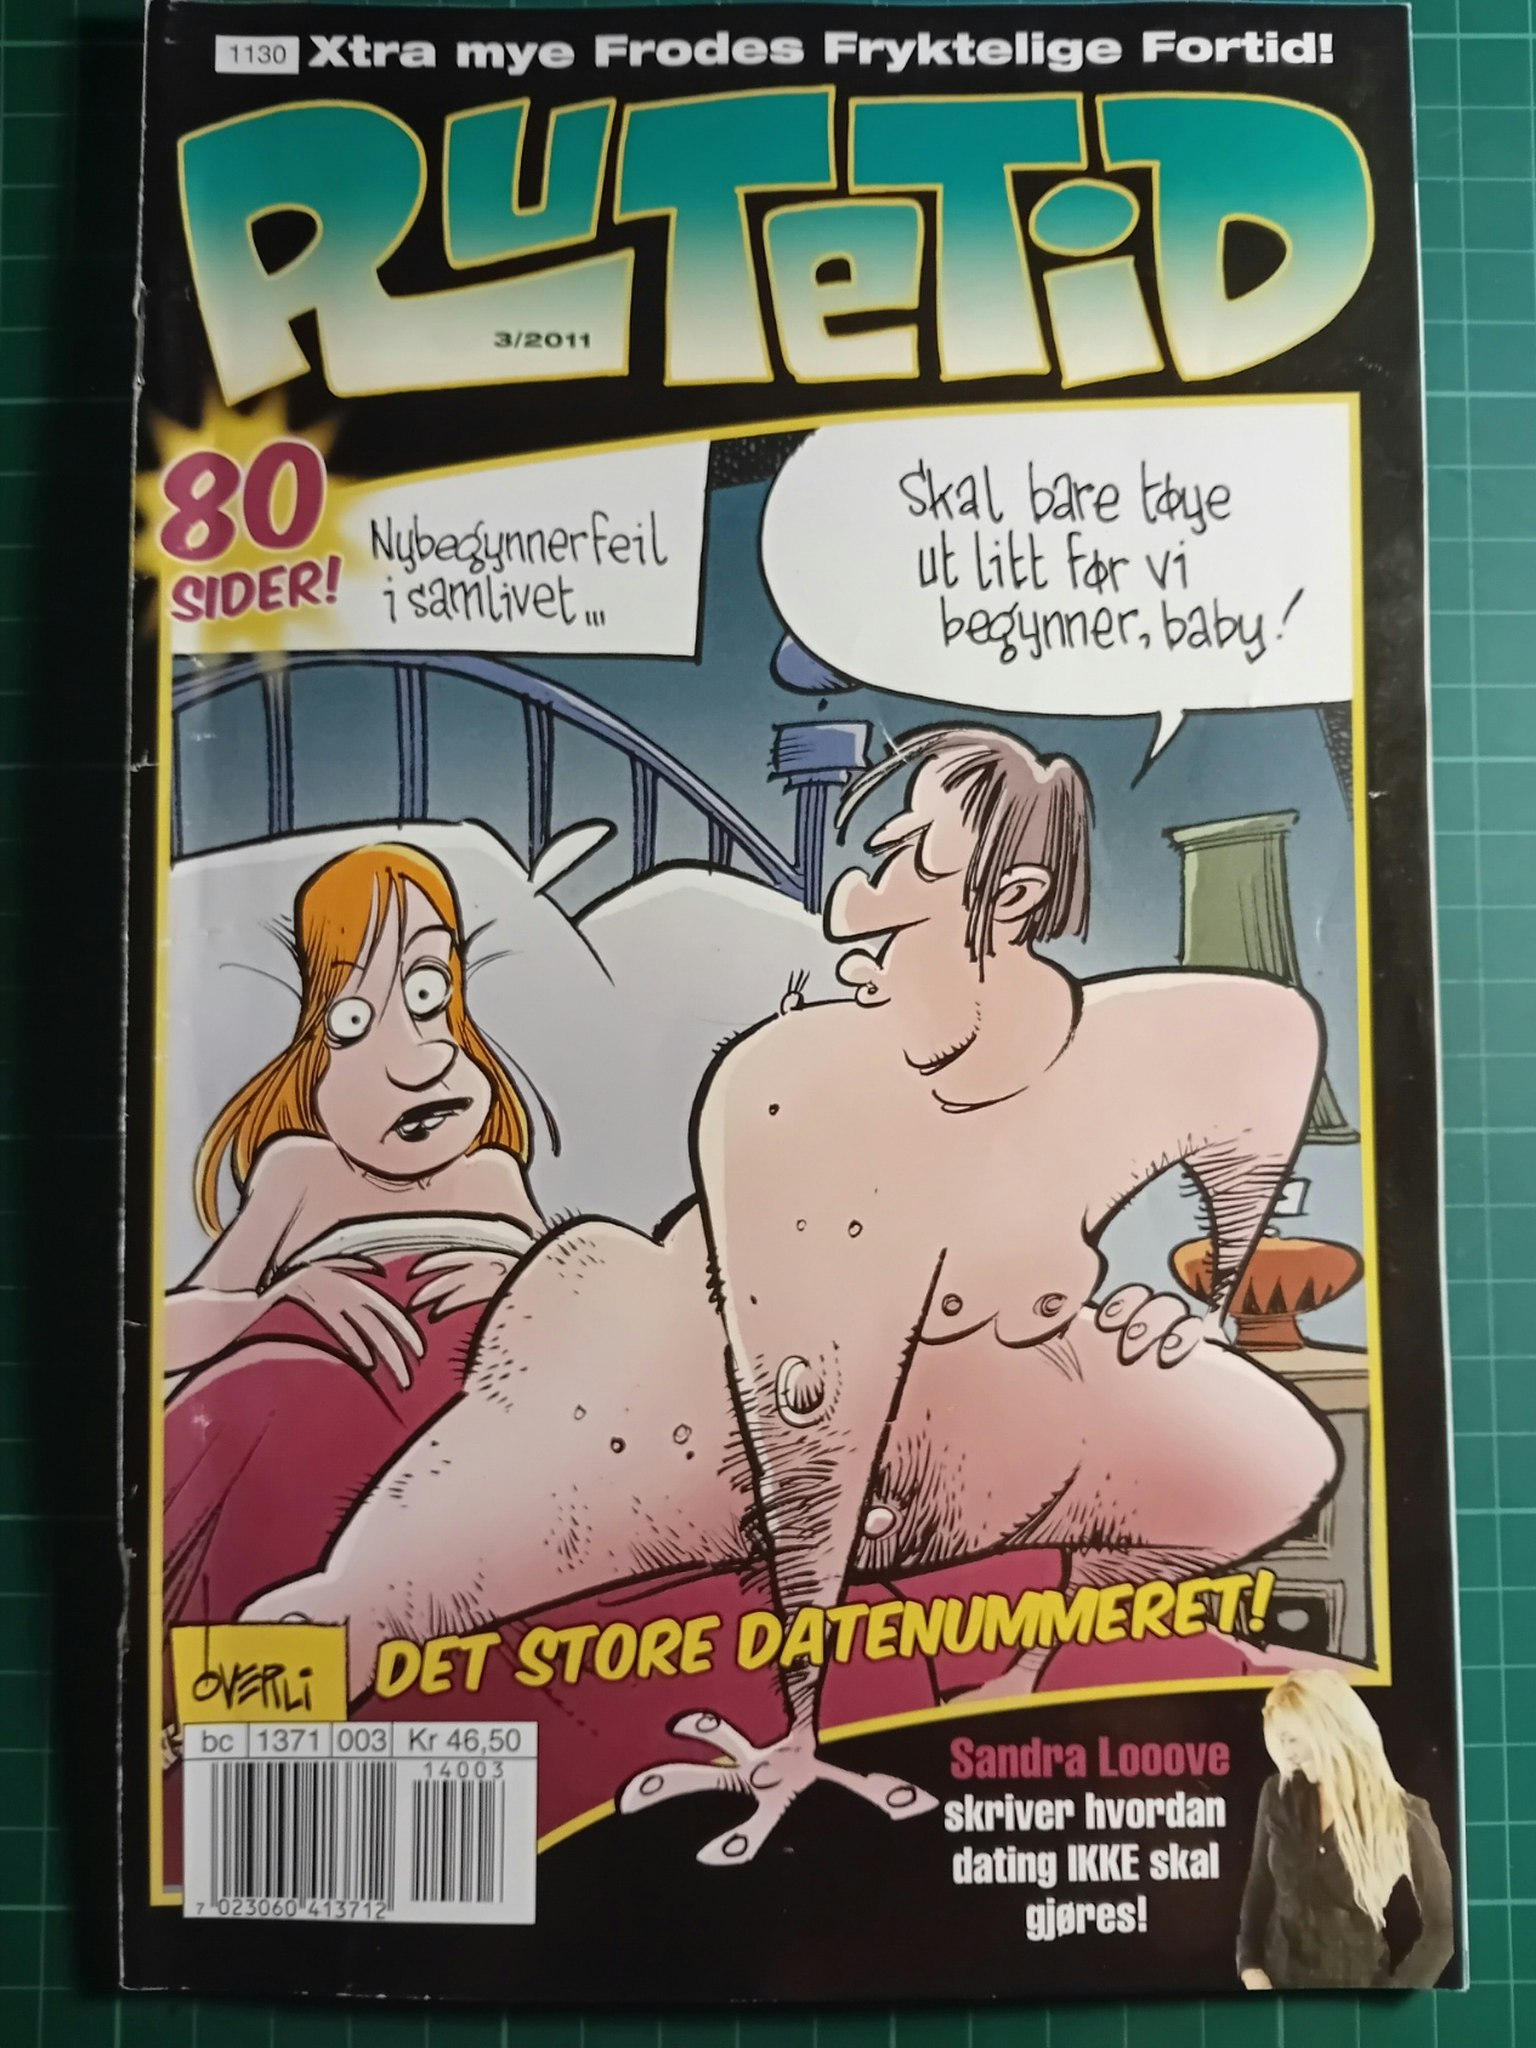 1130 Xtra mye Frodes Fryktelige Fortid!
RUTETID
3/2011
80
SIDER!
Nybegynnerfeil
i samlivet...
Skal bare tøye
ut litt før vi
begynner, baby!
DET STORE DATENUMMERET!
ØVERLI
bc 1371 003 Kr 46,50
14003
7 023060 413712
Sandra Looove
skriver hvordan
dating IKKE skal
gjøres!